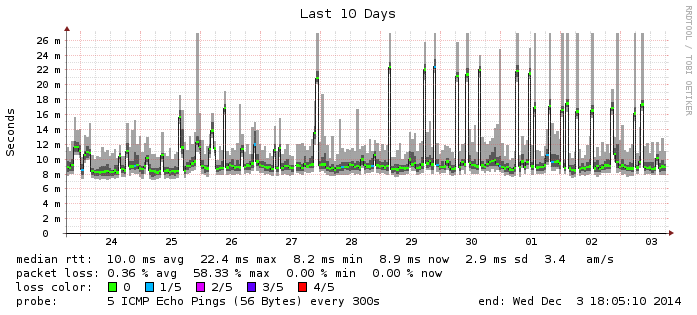 Last 10 Days
RRDTOOL / TOBI OETIKER
Seconds
26 m
24 m
22 m
20 m
18 m
16 m
14 m
12 m
10 m
8 m
6 m
4 m
2 m
0
24 25 26 27 28 29 30 01 02 03
median rtt: 10.0 ms avg 22.4 ms max 8.2 ms min 8.9 ms now 2.9 ms sd 3.4 am/s
packet loss: 0.36 % avg 58.33 % max 0.00 % min 0.00 % now
loss color: 0 1/5 2/5 3/5 4/5
probe: 5 ICMP Echo Pings (56 Bytes) every 300s end: Wed Dec 3 18:05:10 2014